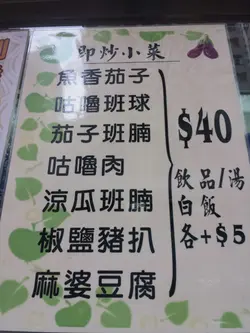 即炒小菜
魚香茄子
咕嚕班球
茄子班腩
咕嚕肉
涼瓜班腩
椒鹽豬扒
麻婆豆腐
$40
飲品/湯
白飯
各+$5